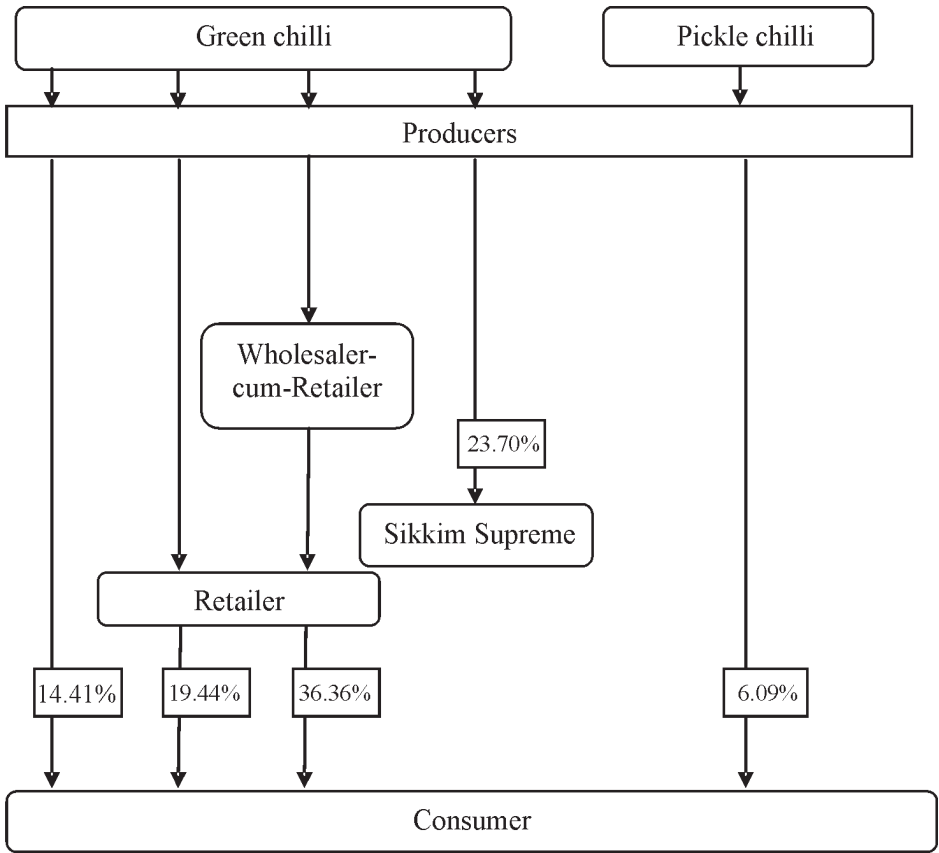 Green chilli
Pickle chilli
Producers
Wholesaler-
cum-Retailer
23.70%
Sikkim Supreme
Retailer
14.41%
19.44%
36.36%
6.09%
Consumer